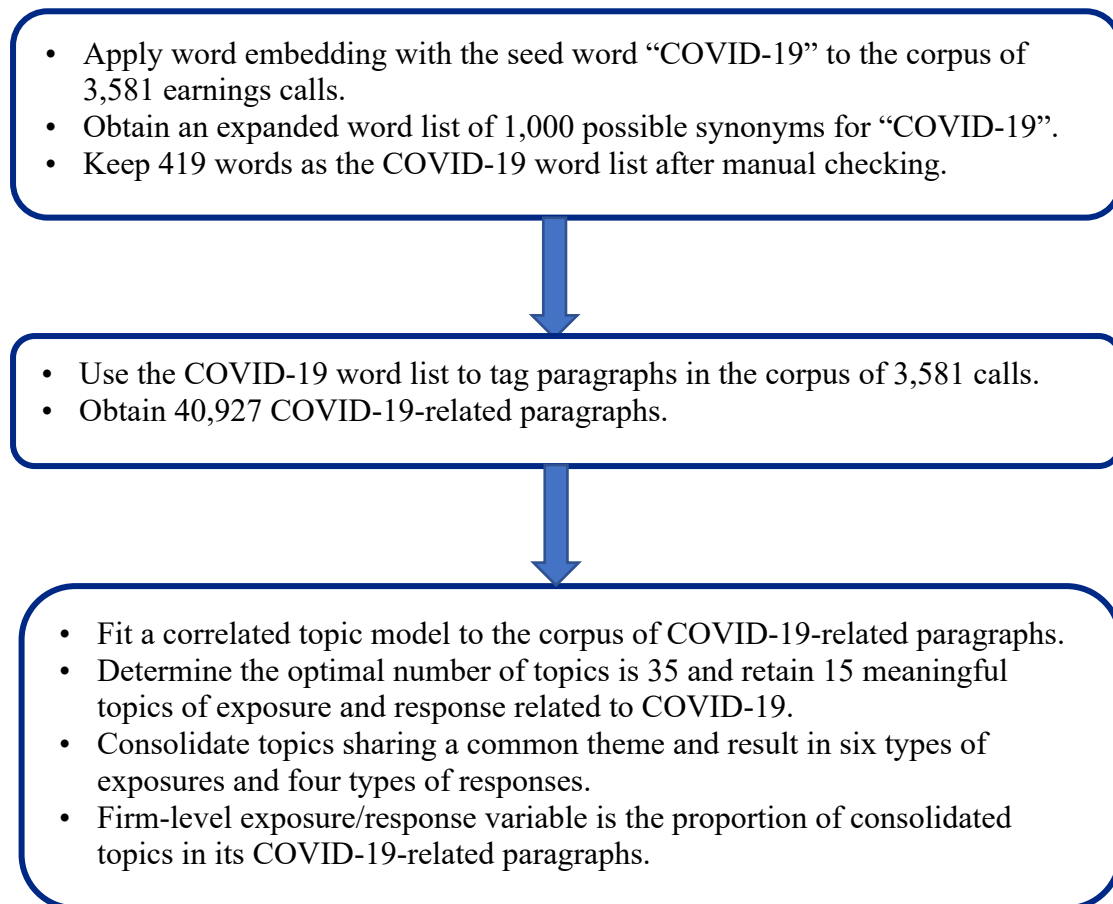 • Apply word embedding with the seed word “COVID-19” to the corpus of
3,581 earnings calls.
• Obtain an expanded word list of 1,000 possible synonyms for “COVID-19”.
• Keep 419 words as the COVID-19 word list after manual checking.
• Use the COVID-19 word list to tag paragraphs in the corpus of 3,581 calls.
• Obtain 40,927 COVID-19-related paragraphs.
• Fit a correlated topic model to the corpus of COVID-19-related paragraphs.
• Determine the optimal number of topics is 35 and retain 15 meaningful
topics of exposure and response related to COVID-19.
• Consolidate topics sharing a common theme and result in six types of
exposures and four types of responses.
• Firm-level exposure/response variable is the proportion of consolidated
topics in its COVID-19-related paragraphs.